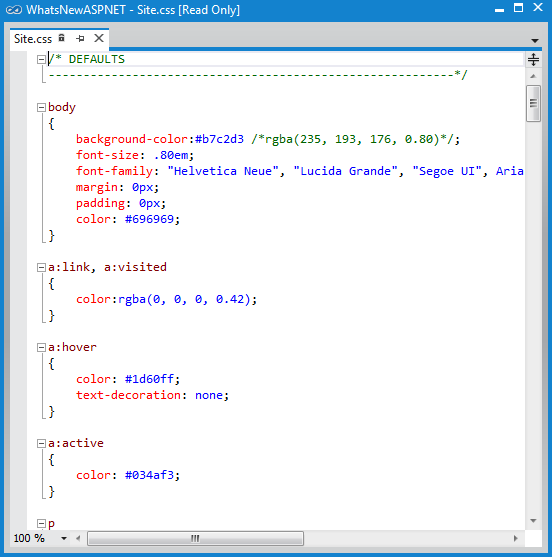 WhatsNewASPNET - Site.css [Read Only]
Site.css
/* DEFAULTS
----------------------------------------------------------*/
body
{
    background-color:#b7c2d3 /*rgba(235, 193, 176, 0.80)*/;
    font-size: .80em;
    font-family: "Helvetica Neue", "Lucida Grande", "Segoe UI", Aria
    margin: 0px;
    padding: 0px;
    color: #696969;
}
a:link, a:visited
{
    color:rgba(0, 0, 0, 0.42);
}
a:hover
{
    color: #1d60ff;
    text-decoration: none;
}
a:active
{
    color: #034af3;
}
p
100 %